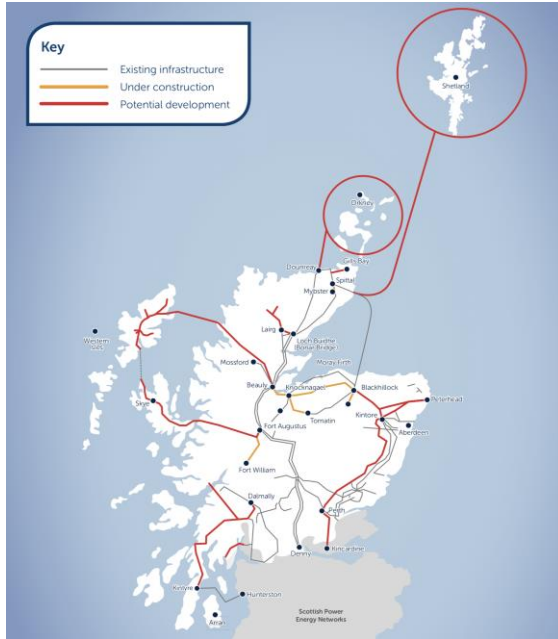 Key
Existing infrastructure
Under construction
Potential development
Shetland
Orkney
Dounreay
Gills Bay
Spittal
Mybster
Lairg
Loch Buidhe
(Bonar Bridge)
Western
Isles
Mossford
Moray Firth
Beauly
Knocknagael
Blackhillock
Peterhead
Skye
Kintore
Tomatin
Aberdeen
Fort Augustus
Fort William
Dalmally
Perth
Denny
Kincardine
Kintyre
Hunterston
Arran
Scottish Power
Energy Networks